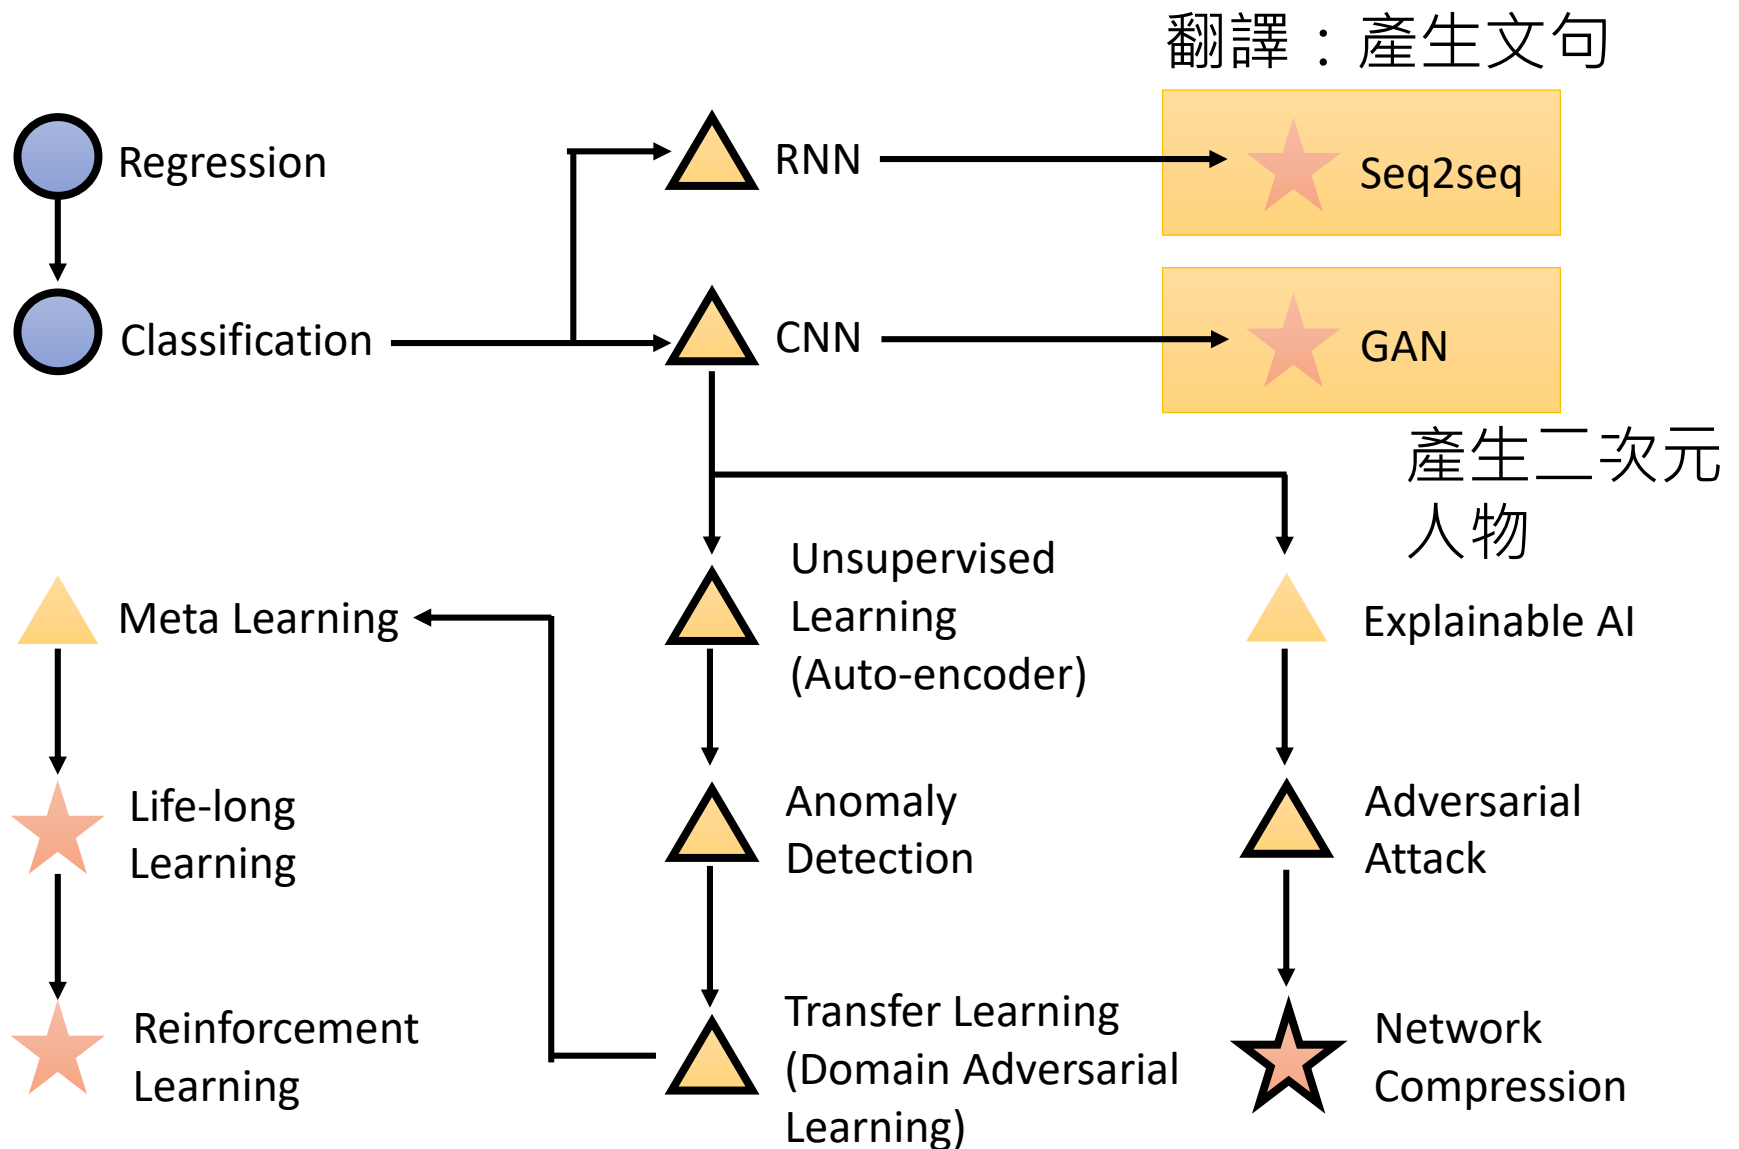 翻譯：產生文句
Regression
RNN
Seq2seq
Classification
CNN
GAN
產生二次元
人物
Unsupervised
Learning
(Auto-encoder)
Meta Learning
Explainable AI
Life-long
Learning
Anomaly
Detection
Adversarial
Attack
Reinforcement
Learning
Transfer Learning
(Domain Adversarial
Learning)
Network
Compression